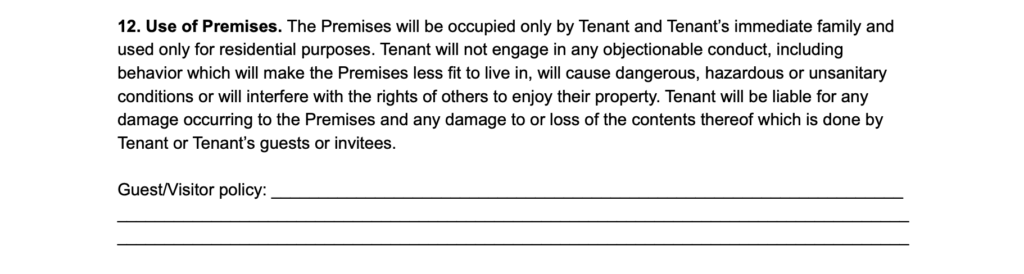 12. Use of Premises. The Premises will be occupied only by Tenant and Tenant's immediate family and
used only for residential purposes. Tenant will not engage in any objectionable conduct, including
behavior which will make the Premises less fit to live in, will cause dangerous, hazardous or unsanitary
conditions or will interfere with the rights of others to enjoy their property. Tenant will be liable for any
damage occurring to the Premises and any damage to or loss of the contents thereof which is done by
Tenant or Tenant's guests or invitees.
Guest/Visitor policy: